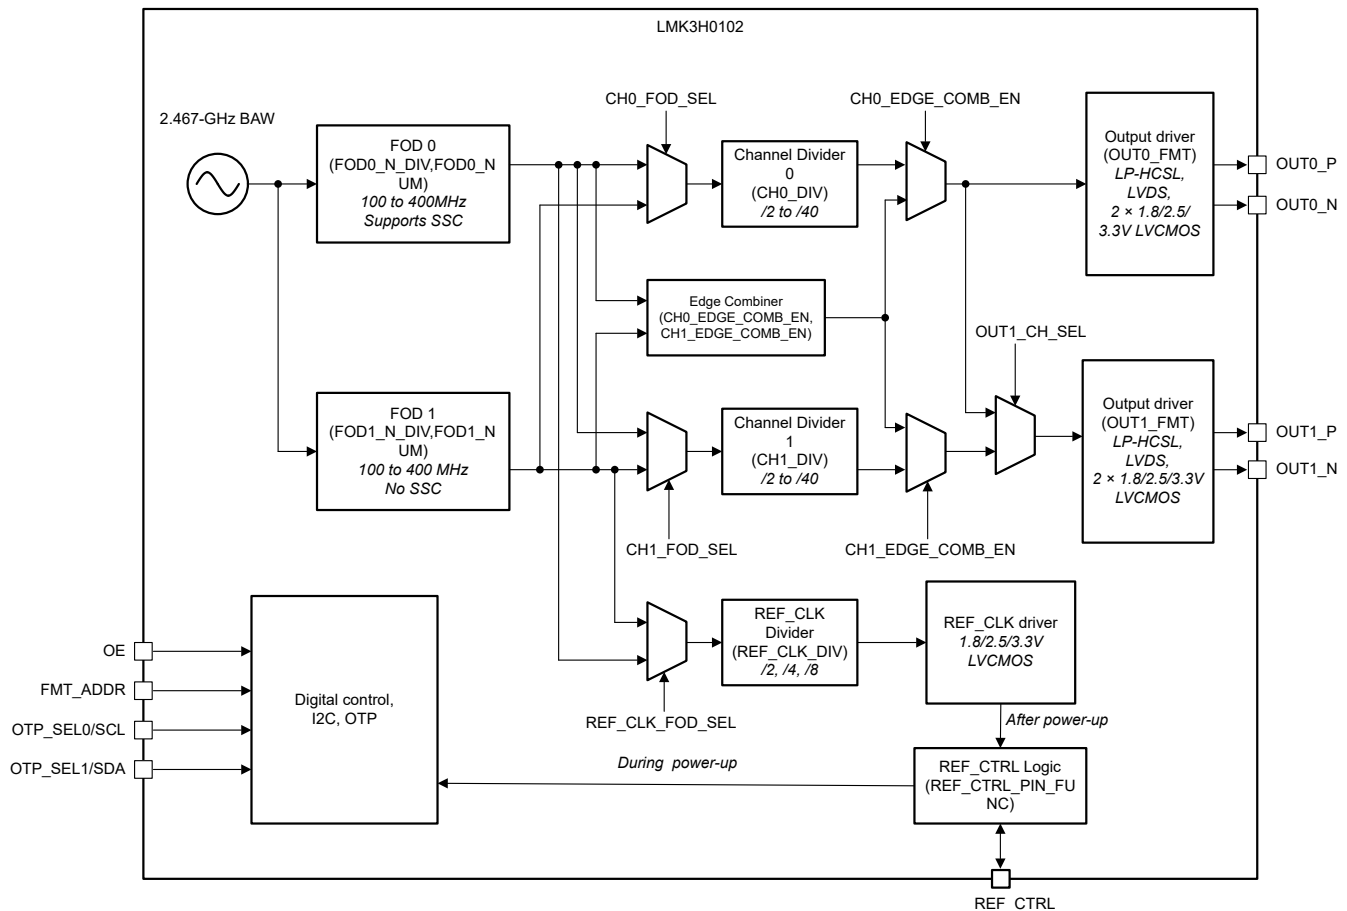 LMK3H0102
CH0_FOD_SEL
CH0_EDGE_COMB_EN
2.467-GHz BAW
FOD 0
(FOD0_N_DIV,FOD0_N
UM)
100 to 400MHz
Supports SSC
Channel Divider
0
(CH0_DIV)
/2 to /40
Output driver
(OUT0_FMT)
LP-HCSL,
LVDS,
2 × 1.8/2.5/
3.3V LVCMOS
OUT0_P
OUT0_N
Edge Combiner
(CH0_EDGE_COMB_EN,
CH1_EDGE_COMB_EN)
OUT1_CH_SEL
FOD 1
(FOD1_N_DIV,FOD1_N
UM)
100 to 400 MHz
No SSC
Channel Divider
1
(CH1_DIV)
/2 to /40
Output driver
(OUT1_FMT)
LP-HCSL,
LVDS,
2 × 1.8/2.5/3.3V
LVCMOS
OUT1_P
OUT1_N
CH1_FOD_SEL
CH1_EDGE_COMB_EN
REF_CLK
Divider
(REF_CLK_DIV)
/2, /4, /8
REF_CLK driver
1.8/2.5/3.3V
LVCMOS
OE
FMT_ADDR
OTP_SEL0/SCL
OTP_SEL1/SDA
Digital control,
I2C, OTP
REF_CLK_FOD_SEL
After power-up
During power-up
REF_CTRL Logic
(REF_CTRL_PIN_FU
NC)
REF_CTRL